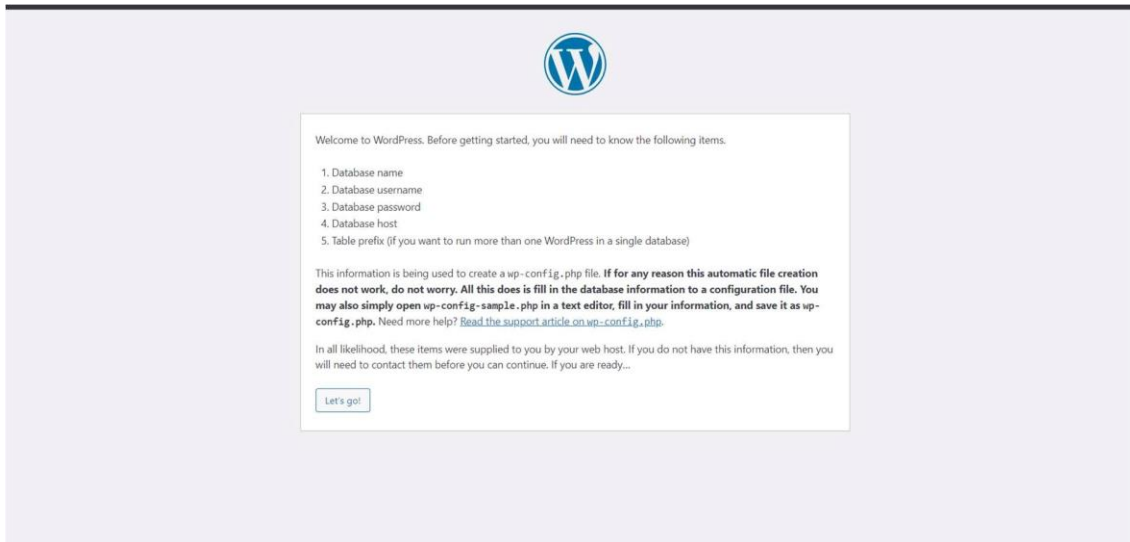 W
Welcome to WordPress. Before getting started, you will need to know the following items.
1. Database name
2. Database username
3. Database password
4. Database host
5. Table prefix (if you want to run more than one WordPress in a single database)
This information is being used to create a wp-config.php file. If for any reason this automatic file creation
does not work, do not worry. All this does is fill in the database information to a configuration file. You
may also simply open wp-config-sample.php in a text editor, fill in your information, and save it as wp-
config.php. Need more help? Read the support article on wp-config.php.
In all likelihood, these items were supplied to you by your web host. If you do not have this information, then you
will need to contact them before you can continue. If you are ready...
Let's go!